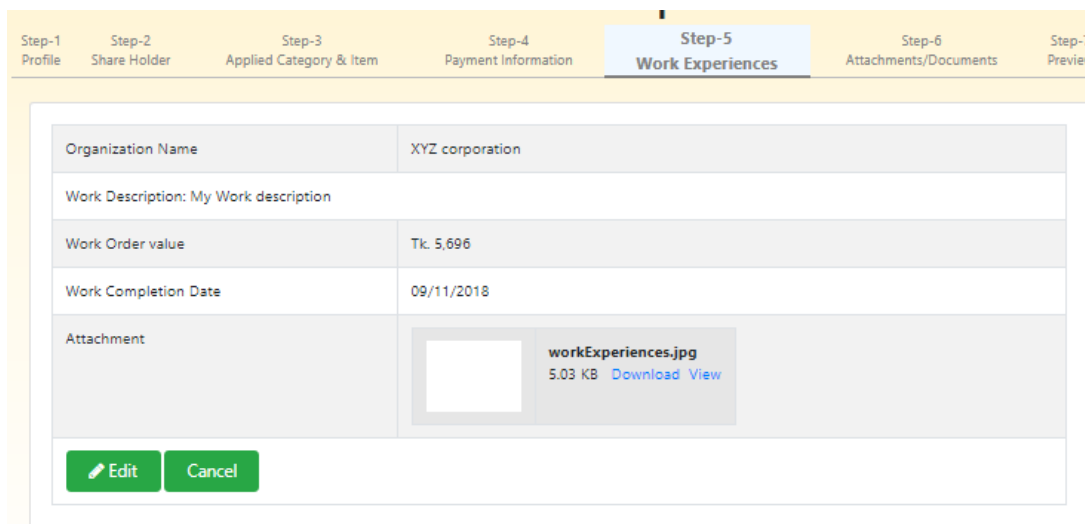 Step-1 Step-2 Step-3 Step-4 Step-5 Step-6 Step-
Profile Share Holder Applied Category & Item Payment Information Work Experiences Attachments/Documents Previe
Organization Name XYZ corporation
Work Description: My Work description
Work Order value Tk. 5,696
Work Completion Date 09/11/2018
Attachment workExperiences.jpg
5.03 KB Download View
Edit Cancel